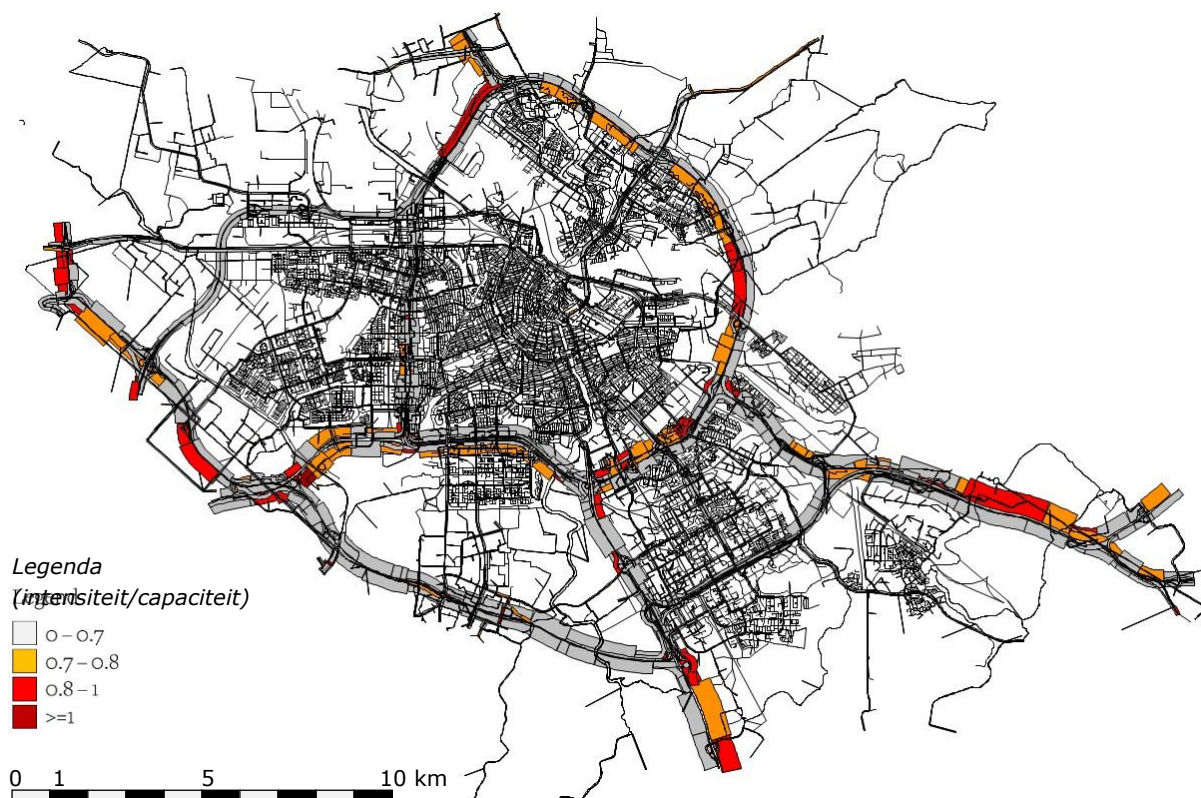 Legenda
(intensiteit/capaciteit)
0 – 0.7
0.7 – 0.8
0.8 – 1
>=1
0 1 5 10 km